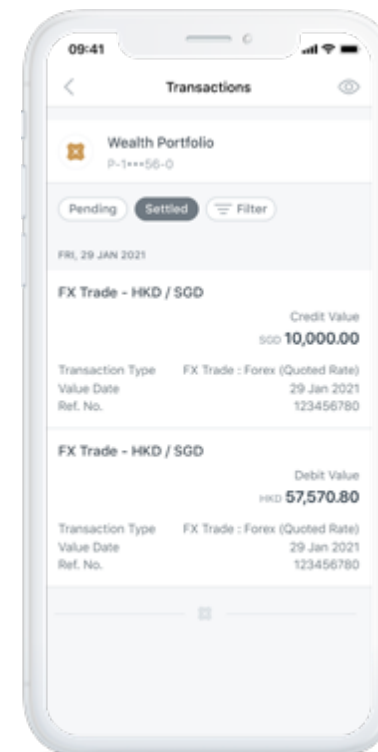 09:41
Transactions
Wealth Portfolio
P-1•••56-0
Pending Settled Filter
FRI, 29 JAN 2021
FX Trade - HKD / SGD
Credit Value
SGD 10,000.00
Transaction Type FX Trade : Forex (Quoted Rate)
Value Date 29 Jan 2021
Ref. No. 123456780
FX Trade - HKD / SGD
Debit Value
HKD 57,570.80
Transaction Type FX Trade : Forex (Quoted Rate)
Value Date 29 Jan 2021
Ref. No. 123456780